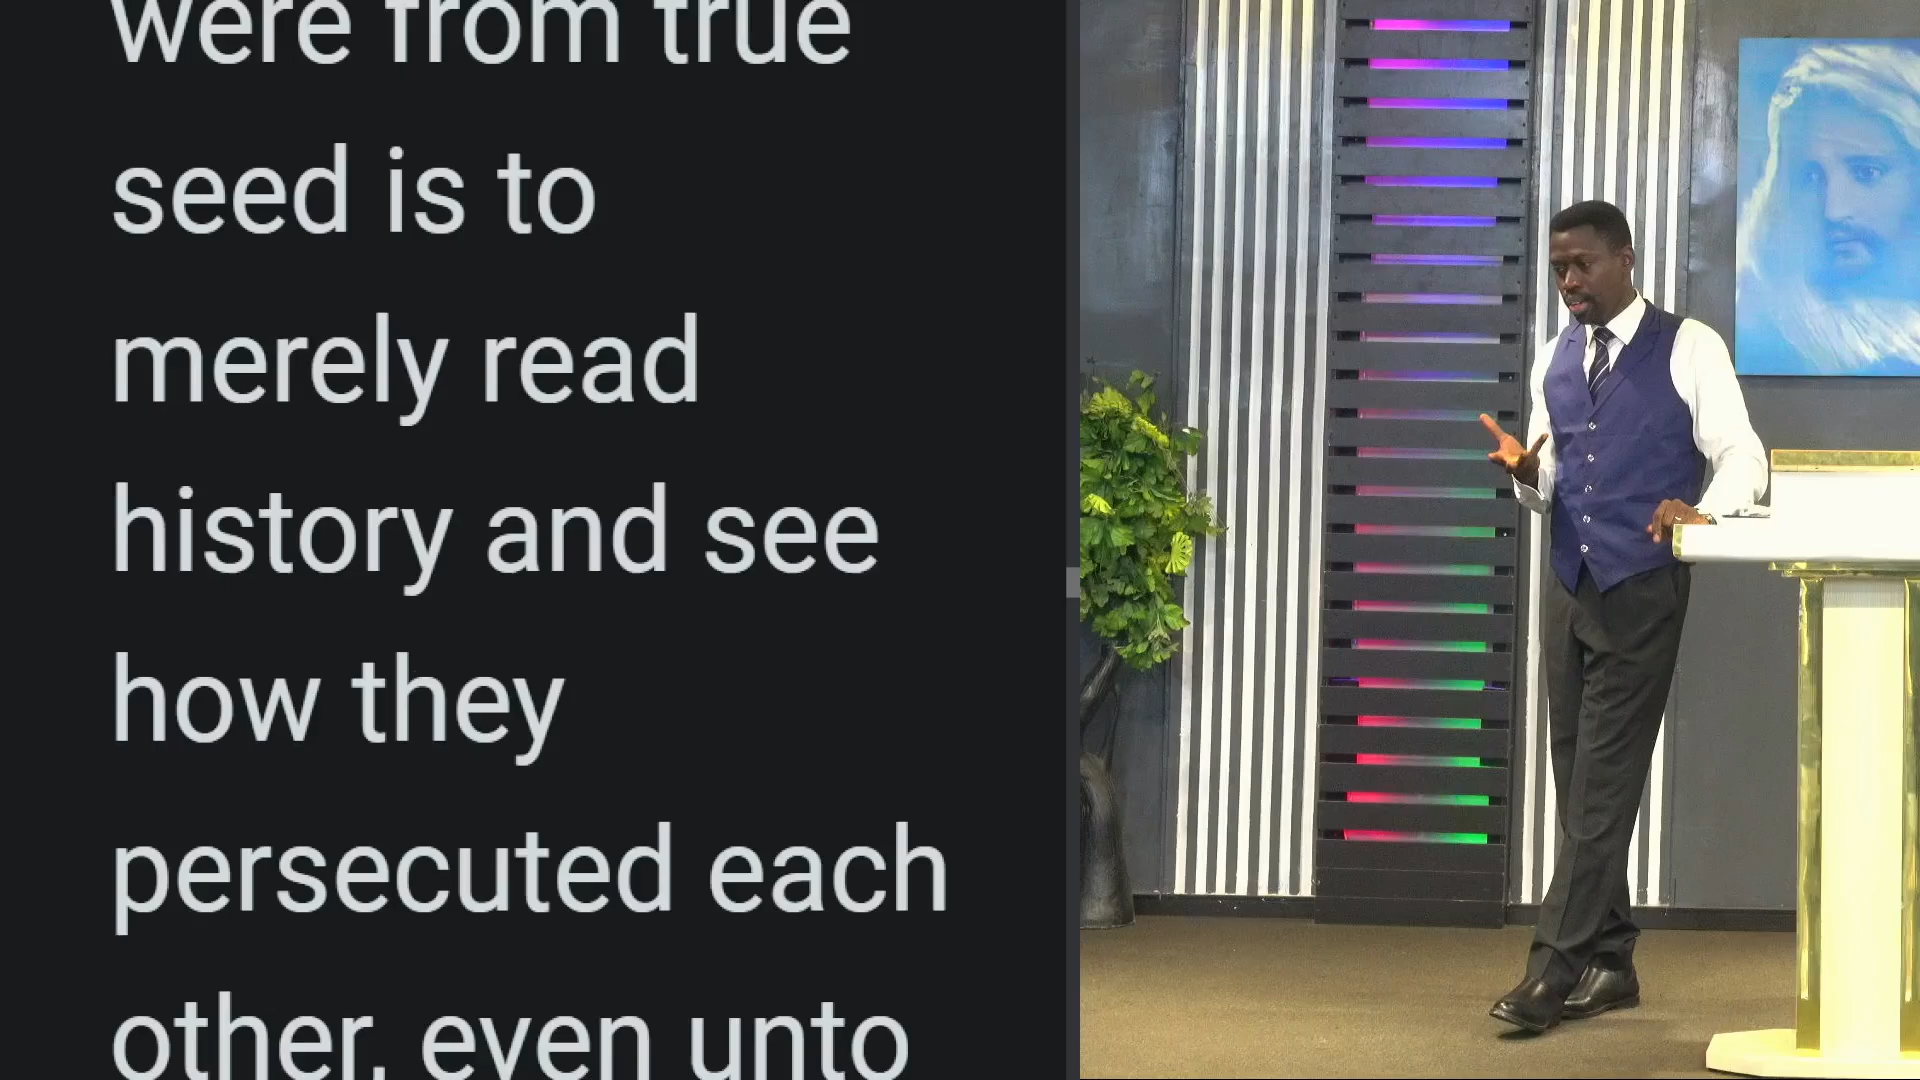 were from true
seed is to
merely read
history and see
how they
persecuted each
other, even unto